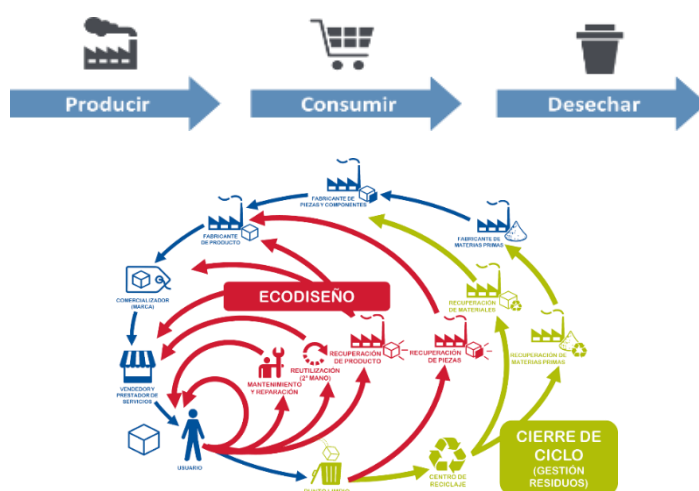 Producir
Consumir
Desechar
FABRICANTE DE
PIEZAS Y COMPONENTES
FABRICANTE
DE PRODUCTO
FABRICANTE DE
MATERIAS PRIMAS
COMERCIALIZADOR
(MARCA)
ECODISEÑO
RECUPERACIÓN
DE MATERIALES
REUTILIZACIÓN
(2ª MANO)
RECUPERACIÓN
DE PRODUCTO
RECUPERACIÓN
DE PIEZAS
RECUPERACIÓN DE
MATERIAS PRIMAS
MANTENIMIENTO
Y REPARACIÓN
VENDEDOR Y
PRESTADOR DE
SERVICIOS
USUARIO
CENTRO DE
RECICLAJE
CIERRE DE
CICLO
(GESTIÓN
RESIDUOS)